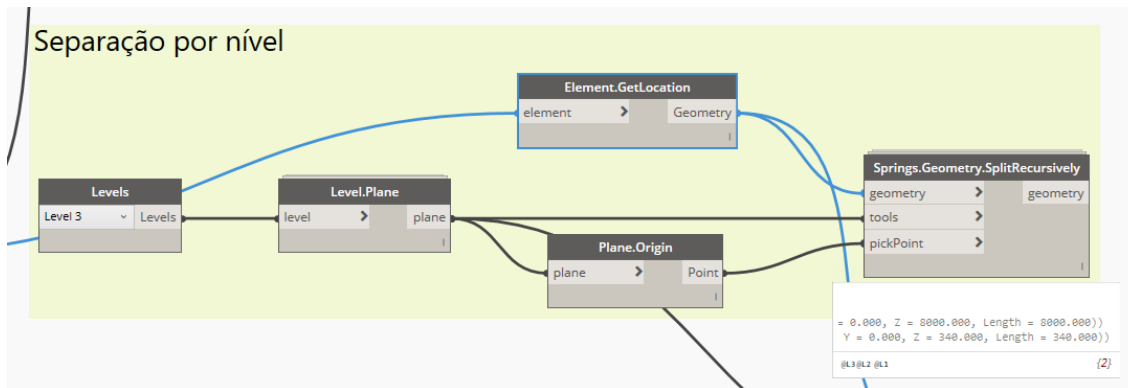 Separação por nível
Element.GetLocation
element > Geometry
l
Springs.Geometry.SplitRecursively
geometry > geometry
tools >
pickPoint >
l
Levels
Level 3 Levels
Level.Plane
level > plane
l
Plane.Origin
plane > Point
l
= 0.000, Z = 8000.000, Length = 8000.000))
Y = 0.000, Z = 340.000, Length = 340.000))
@L3 @L2 @L1 {2}